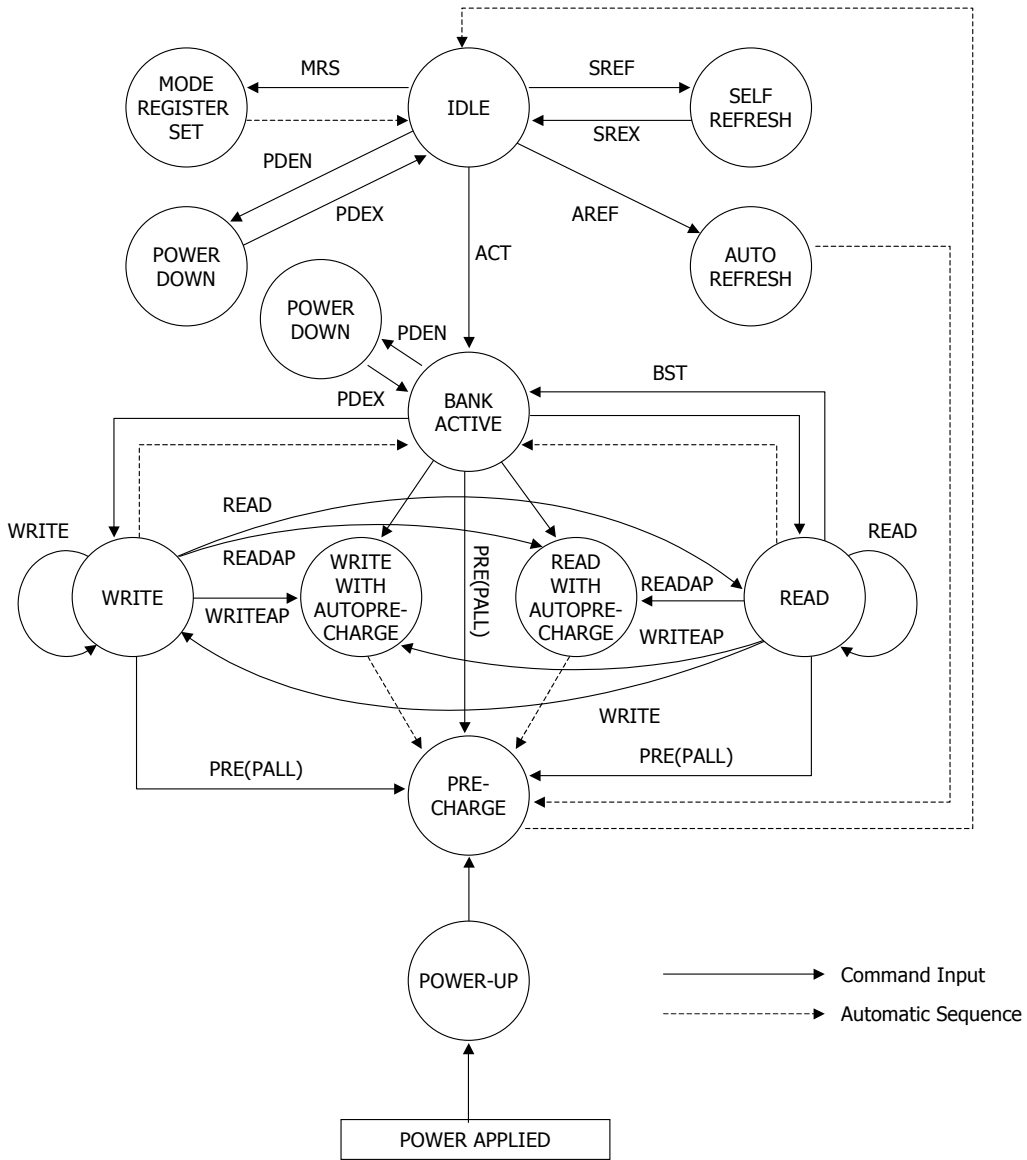 MRS
SREF
MODE
REGISTER
SET
IDLE
SELF
REFRESH
SREX
PDEN
PDEX
AREF
POWER
DOWN
ACT
AUTO
REFRESH
POWER
DOWN
PDEN
PDEX
BST
BANK
ACTIVE
WRITE
READ
READ
READAP
WRITE
WRITEAP
WRITE
WITH
AUTOPRE-
CHARGE
PRE(PALL)
READ
WITH
AUTOPRE-
CHARGE
READAP
READ
WRITEAP
WRITE
PRE(PALL)
PRE(PALL)
PRE-
CHARGE
POWER-UP
Command Input
Automatic Sequence
POWER APPLIED